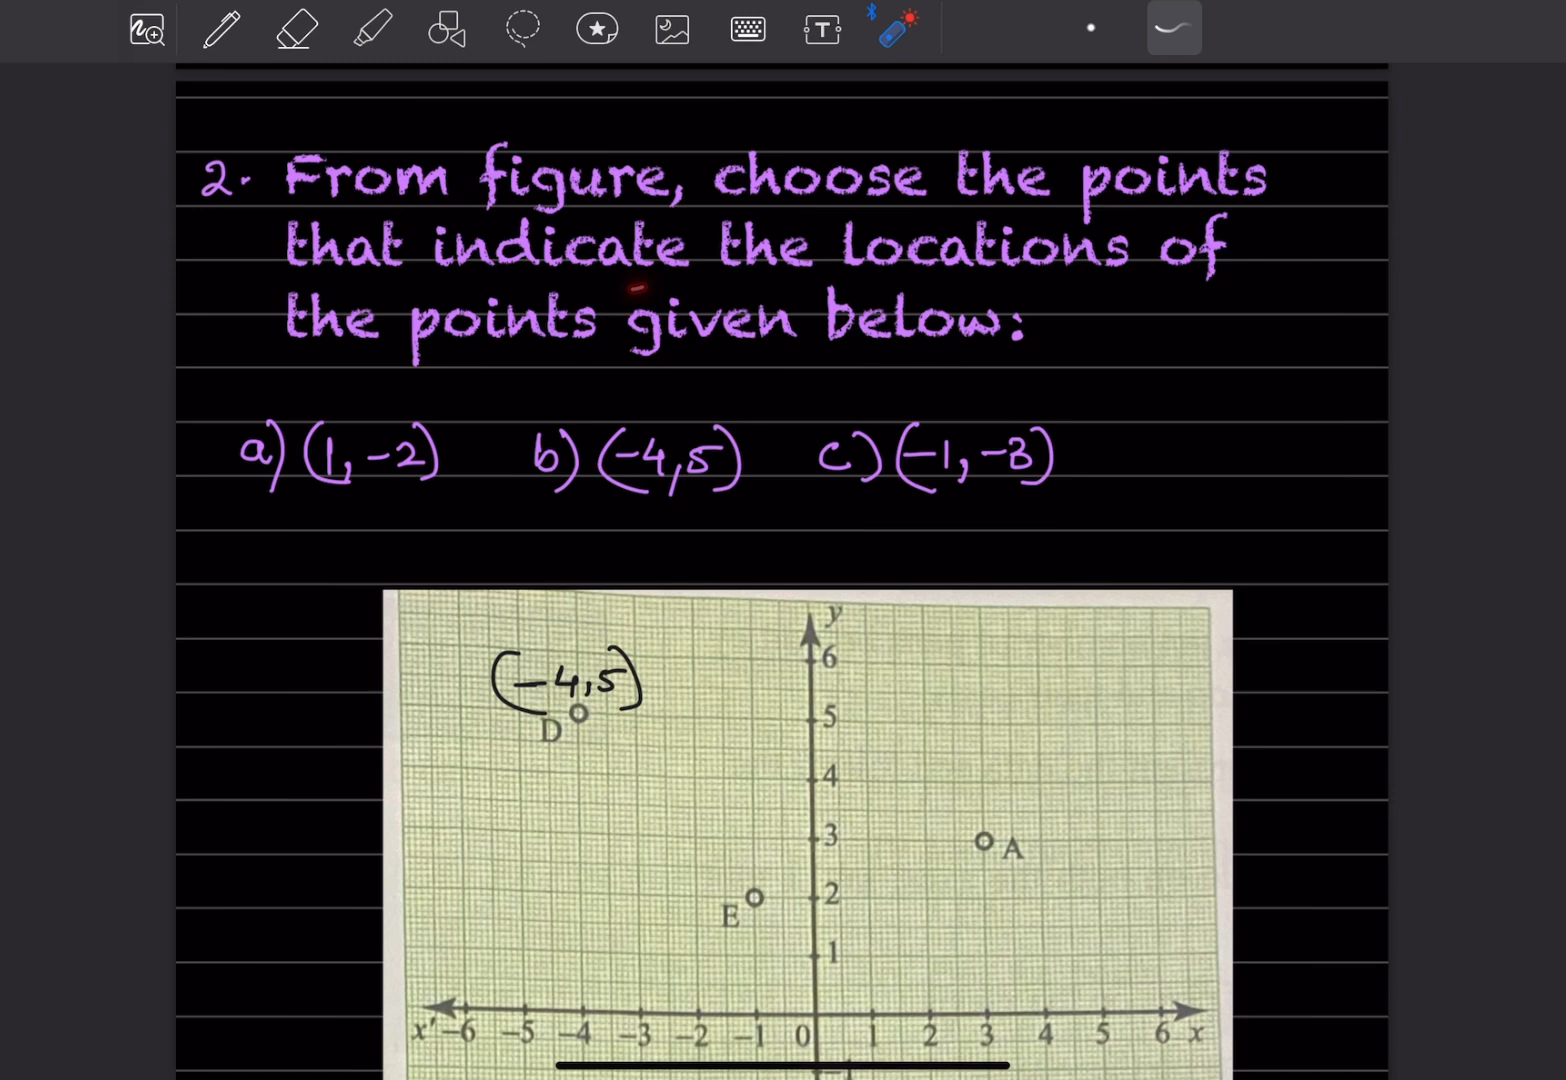 2. From figure, choose the points
that indicate the locations of
the points given below:
a) (1, -2) b) (-4, 5) c) (-1, -3)
y
6
(-4, 5)
5
D
4
3
A
2
E
1
x' -6 -5 -4 -3 -2 -1 0 1 2 3 4 5 6 x